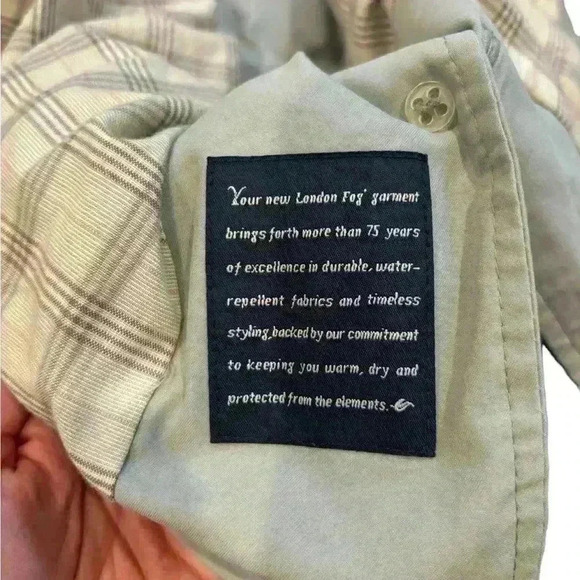 Your new London Fog® garment
brings forth more than 75 years
of excellence in durable, water-
repellent fabrics and timeless
styling, backed by our commitment
to keeping you warm, dry and
protected from the elements.